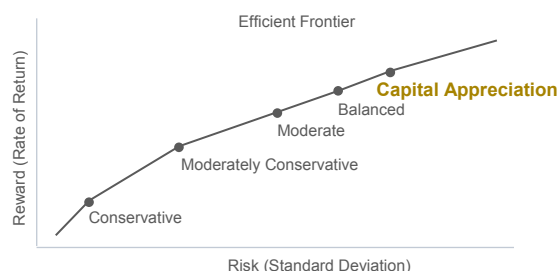 Efficient Frontier
Reward (Rate of Return)
Capital Appreciation
Balanced
Moderate
Moderately Conservative
Conservative
Risk (Standard Deviation)